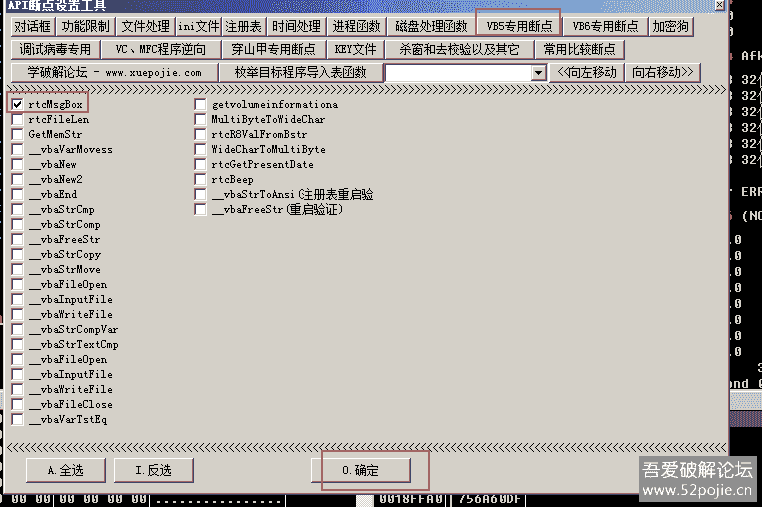 API断点设置工具
对话框 功能限制 文件处理 ini文件 注册表 时间处理 进程函数 磁盘处理函数 VB5专用断点 VB6专用断点 加密狗
调试病毒专用 VC、MFC程序逆向 穿山甲专用断点 KEY文件 杀窗和去校验以及其它 常用比较断点
学破解论坛 - www.xuepojie.com 枚举目标程序导入表函数 <<向左移动 向右移动>>
rtcMsgBox
rtcFileLen
GetMemStr
__vbaVarMovess
__vbaNew
__vbaNew2
__vbaEnd
__vbaStrCmp
__vbaStrComp
__vbaFreeStr
__vbaStrCopy
__vbaStrMove
__vbaFileOpen
__vbaInputFile
__vbaWriteFile
__vbaStrCompVar
__vbaStrTextCmp
__vbaFileOpen
__vbaInputFile
__vbaWriteFile
__vbaFileClose
__vbaVarTstEq
getvolumeinformationa
MultiByteToWideChar
rtcR8ValFromBstr
WideCharToMultiByte
rtcGetPresentDate
rtcBeep
__vbaStrToAnsi(注册表重启验
__vbaFreeStr(重启验证)
A.全选 I.反选 O.确定
00 00 00 00 00 00 ................ 0018FFA0 756A60DF
吾爱破解论坛
www.52pojie.cn